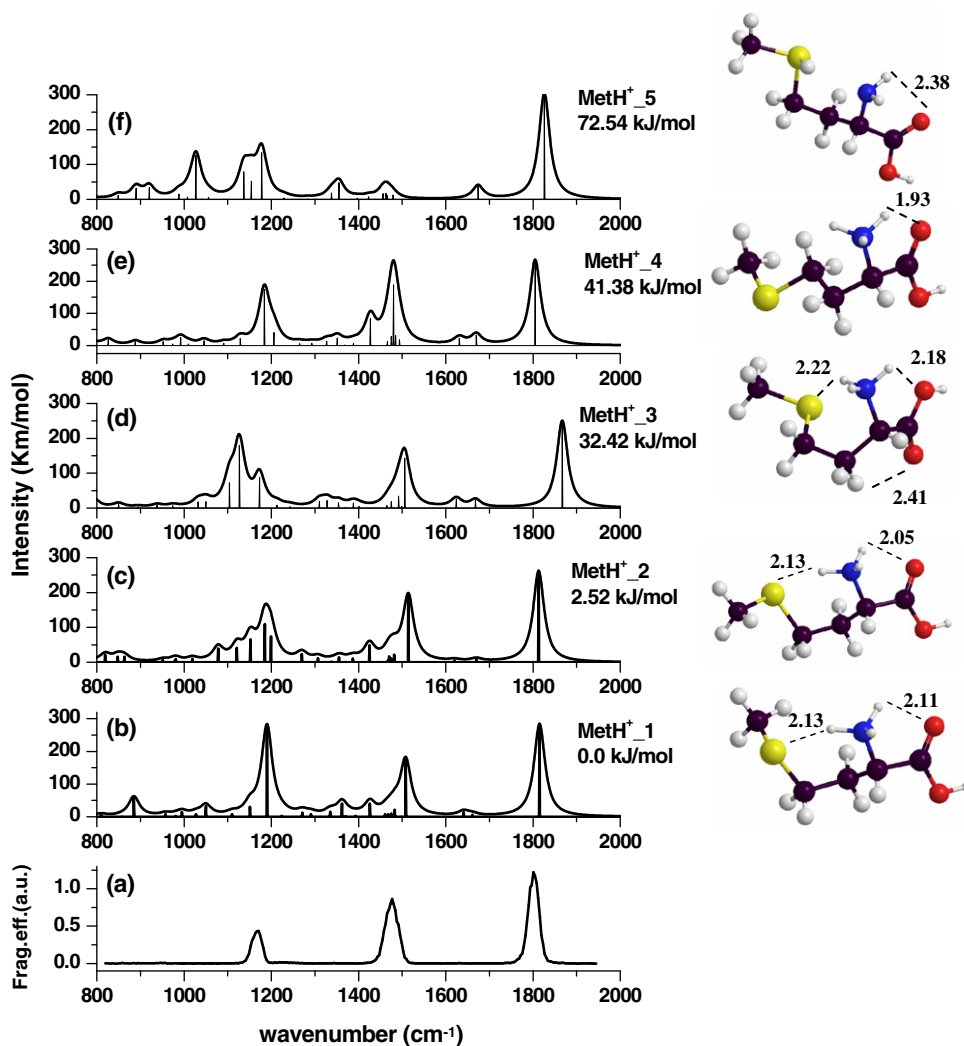 2.38
300
200
100
0
(f)
MetH⁺_5
72.54 kJ/mol
800 1000 1200 1400 1600 1800 2000
1.93
300
200
100
0
(e)
MetH⁺_4
41.38 kJ/mol
800 1000 1200 1400 1600 1800 2000
2.22
2.18
2.41
300
200
100
0
(d)
MetH⁺_3
32.42 kJ/mol
800 1000 1200 1400 1600 1800 2000
2.05
2.13
300
200
100
0
(c)
MetH⁺_2
2.52 kJ/mol
800 1000 1200 1400 1600 1800 2000
2.11
2.13
300
200
100
0
(b)
MetH⁺_1
0.0 kJ/mol
800 1000 1200 1400 1600 1800 2000
Intensity (Km/mol)
1.0
0.5
0.0
(a)
Frag.eff.(a.u.)
800 1000 1200 1400 1600 1800 2000
wavenumber (cm⁻¹)